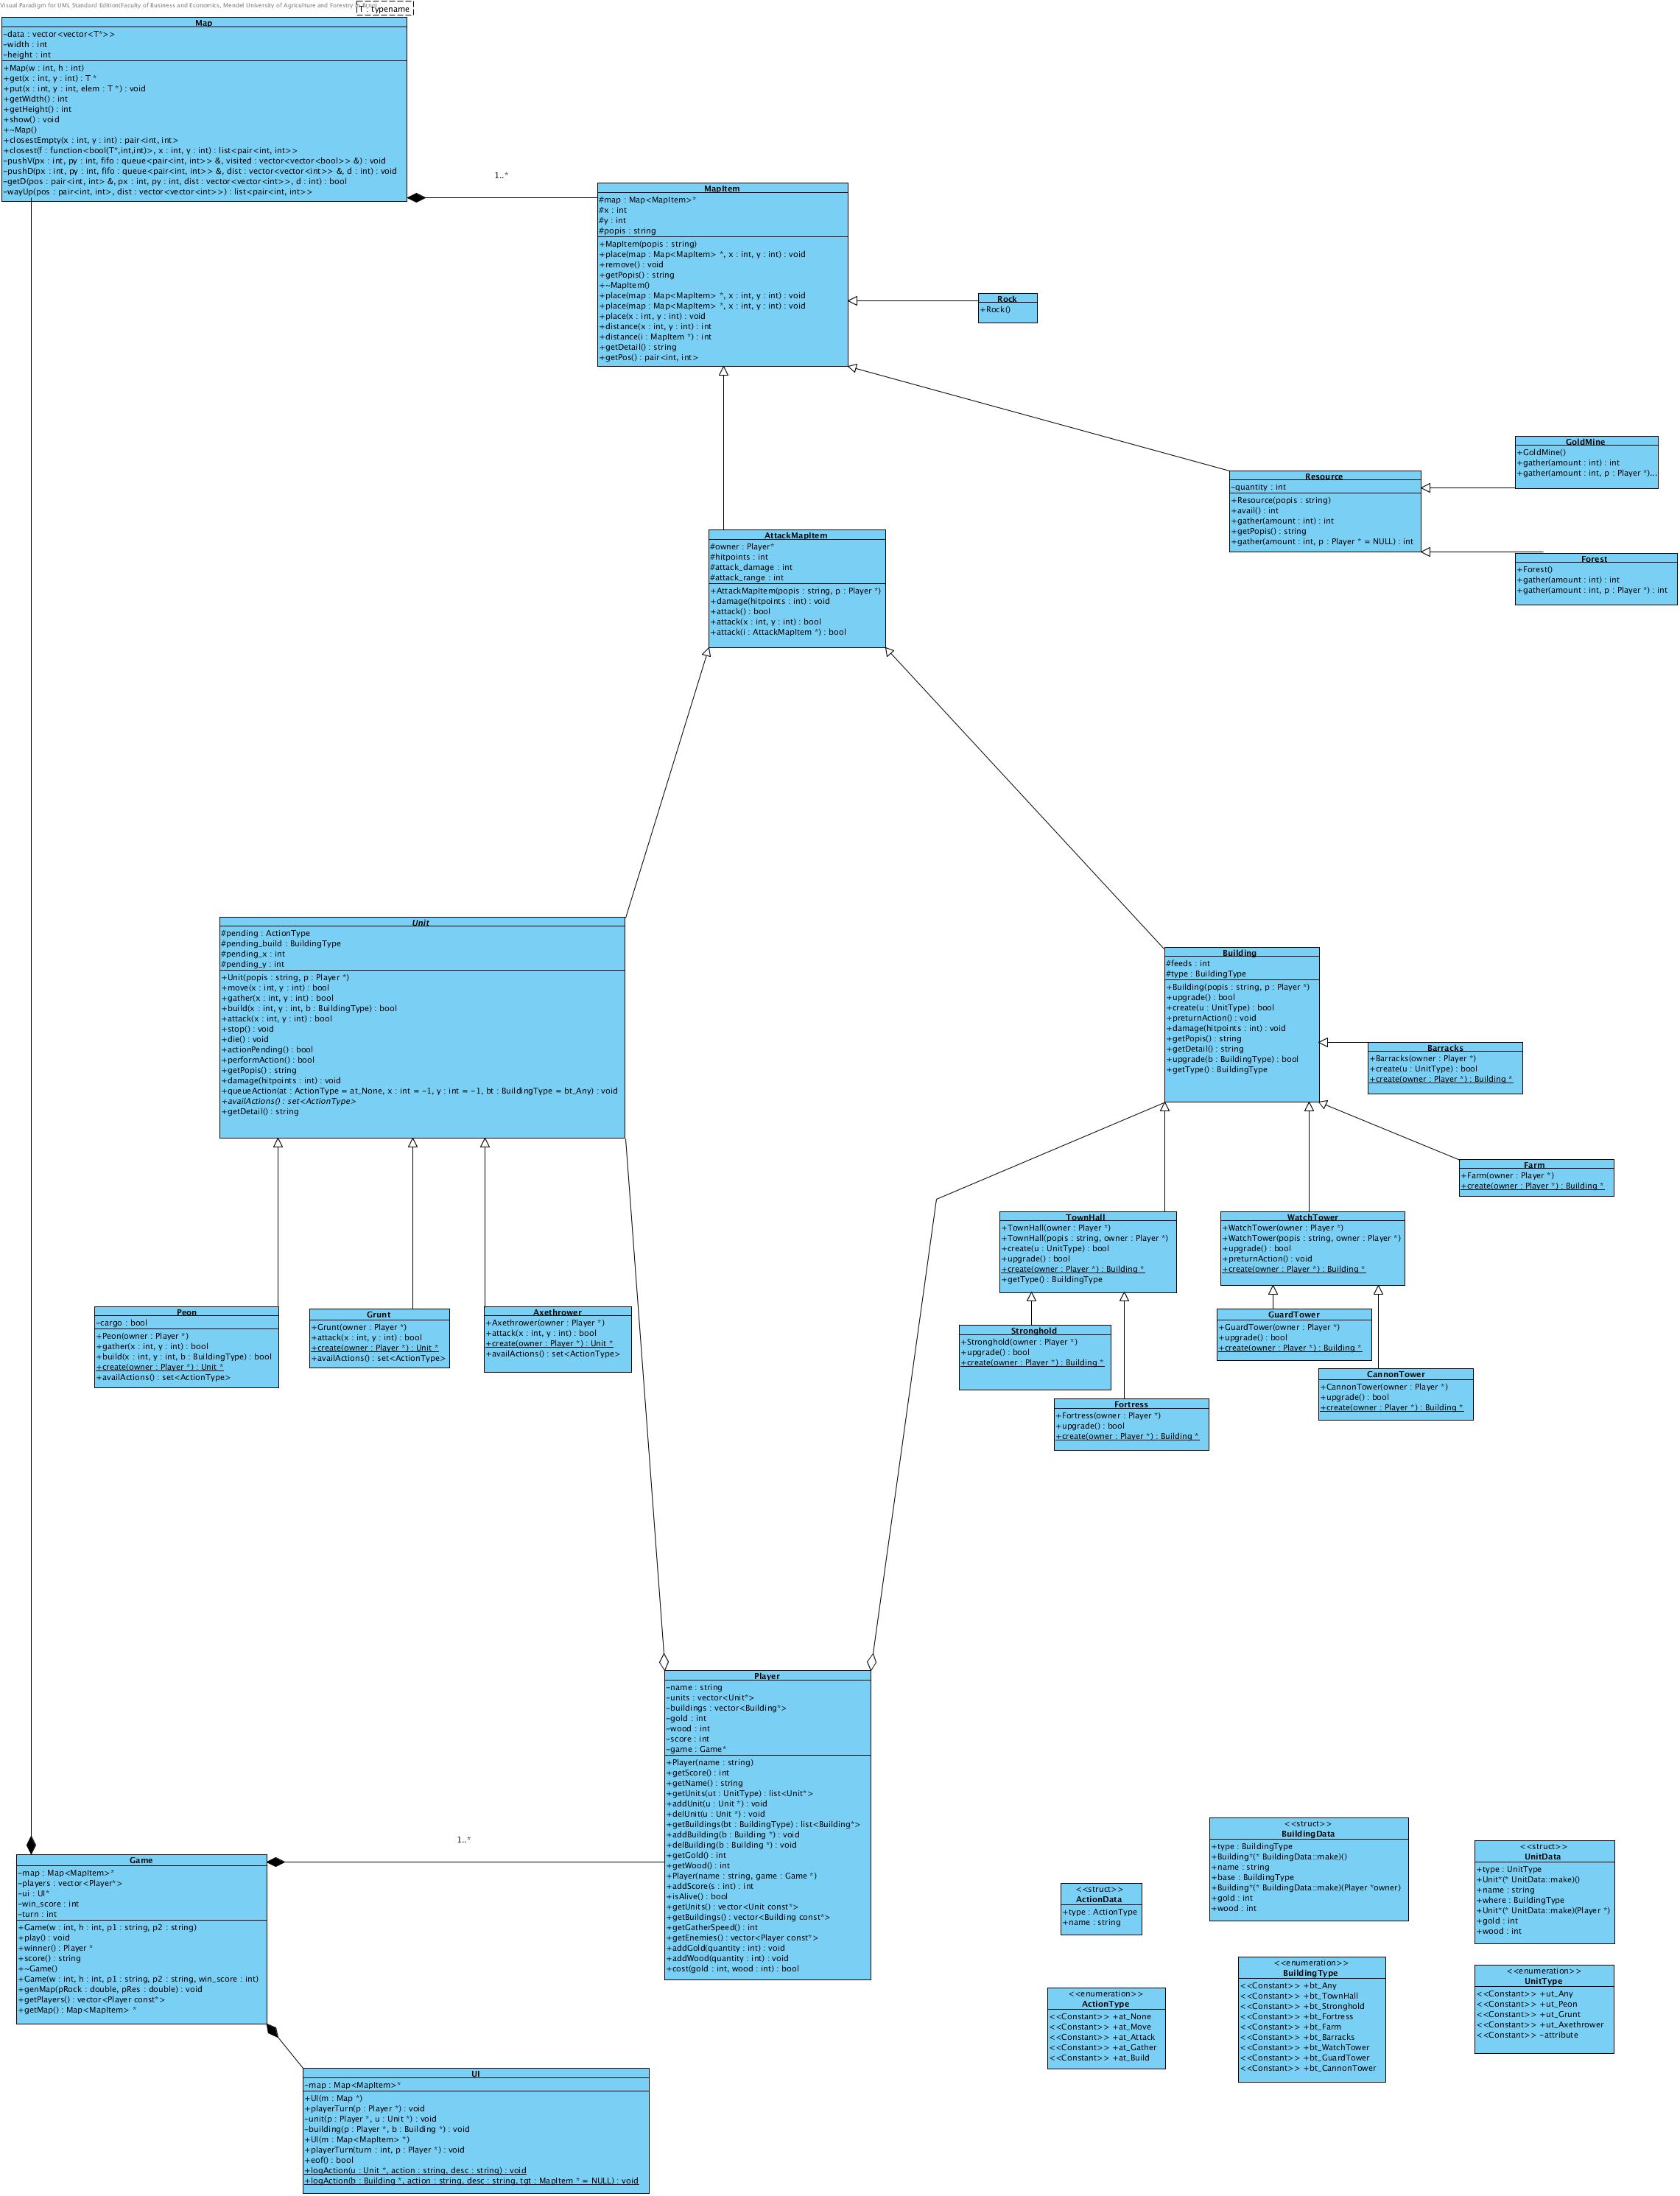 Visual Paradigm for UML Standard Edition(Faculty of Business and Economics, Mendel University of Agriculture and Forestry
T : typename
Map
-data : vector<vector<T*>>
-width : int
-height : int
+Map(w : int, h : int)
+get(x : int, y : int) : T *
+put(x : int, y : int, elem : T *) : void
+getWidth() : int
+getHeight() : int
+show() : void
+~Map()
+closestEmpty(x : int, y : int) : pair<int, int>
+closest(f : function<bool(T*,int,int)>, x : int, y : int) : list<pair<int, int>>
-pushV(px : int, py : int, fifo : queue<pair<int, int>> &, visited : vector<vector<bool>> &) : void
-pushD(px : int, py : int, fifo : queue<pair<int, int>> &, dist : vector<vector<int>> &, d : int) : void
-getD(pos : pair<int, int> &, px : int, py : int, dist : vector<vector<int>>, d : int) : bool
-wayUp(pos : pair<int, int>, dist : vector<vector<int>>) : list<pair<int, int>>
1..*
MapItem
#map : Map<MapItem>*
#x : int
#y : int
#popis : string
+MapItem(popis : string)
+place(map : Map<MapItem> *, x : int, y : int) : void
+remove() : void
+getPopis() : string
+~MapItem()
+place(map : Map<MapItem> *, x : int, y : int) : void
+place(map : Map<MapItem> *, x : int, y : int) : void
+place(x : int, y : int) : void
+distance(x : int, y : int) : int
+distance(i : MapItem *) : int
+getDetail() : string
+getPos() : pair<int, int>
Rock
+Rock()
GoldMine
+GoldMine()
+gather(amount : int) : int
+gather(amount : int, p : Player *)...
Resource
-quantity : int
+Resource(popis : string)
+avail() : int
+gather(amount : int) : int
+getPopis() : string
+gather(amount : int, p : Player * = NULL) : int
Forest
+Forest()
+gather(amount : int) : int
+gather(amount : int, p : Player *) : int
AttackMapItem
#owner : Player*
#hitpoints : int
#attack_damage : int
#attack_range : int
+AttackMapItem(popis : string, p : Player *)
+damage(hitpoints : int) : void
+attack() : bool
+attack(x : int, y : int) : bool
+attack(i : AttackMapItem *) : bool
Unit
#pending : ActionType
#pending_build : BuildingType
#pending_x : int
#pending_y : int
+Unit(popis : string, p : Player *)
+move(x : int, y : int) : bool
+gather(x : int, y : int) : bool
+build(x : int, y : int, b : BuildingType) : bool
+attack(x : int, y : int) : bool
+stop() : void
+die() : void
+actionPending() : bool
+performAction() : bool
+getPopis() : string
+damage(hitpoints : int) : void
+queueAction(at : ActionType = at_None, x : int = -1, y : int = -1, bt : BuildingType = bt_Any) : void
+availActions() : set<ActionType>
+getDetail() : string
Building
#feeds : int
#type : BuildingType
+Building(popis : string, p : Player *)
+upgrade() : bool
+create(u : UnitType) : bool
+preturnAction() : void
+damage(hitpoints : int) : void
+getPopis() : string
+getDetail() : string
+upgrade(b : BuildingType) : bool
+getType() : BuildingType
Barracks
+Barracks(owner : Player *)
+create(u : UnitType) : bool
+create(owner : Player *) : Building *
Farm
+Farm(owner : Player *)
+create(owner : Player *) : Building *
TownHall
+TownHall(owner : Player *)
+TownHall(popis : string, owner : Player *)
+create(u : UnitType) : bool
+upgrade() : bool
+create(owner : Player *) : Building *
+getType() : BuildingType
WatchTower
+WatchTower(owner : Player *)
+WatchTower(popis : string, owner : Player *)
+upgrade() : bool
+preturnAction() : void
+create(owner : Player *) : Building *
Peon
-cargo : bool
+Peon(owner : Player *)
+gather(x : int, y : int) : bool
+build(x : int, y : int, b : BuildingType) : bool
+create(owner : Player *) : Unit *
+availActions() : set<ActionType>
Grunt
+Grunt(owner : Player *)
+attack(x : int, y : int) : bool
+create(owner : Player *) : Unit *
+availActions() : set<ActionType>
Axethrower
+Axethrower(owner : Player *)
+attack(x : int, y : int) : bool
+create(owner : Player *) : Unit *
+availActions() : set<ActionType>
Stronghold
+Stronghold(owner : Player *)
+upgrade() : bool
+create(owner : Player *) : Building *
GuardTower
+GuardTower(owner : Player *)
+upgrade() : bool
+create(owner : Player *) : Building *
CannonTower
+CannonTower(owner : Player *)
+upgrade() : bool
+create(owner : Player *) : Building *
Fortress
+Fortress(owner : Player *)
+upgrade() : bool
+create(owner : Player *) : Building *
Player
-name : string
-units : vector<Unit*>
-buildings : vector<Building*>
-gold : int
-wood : int
-score : int
-game : Game*
+Player(name : string)
+getScore() : int
+getName() : string
+getUnits(ut : UnitType) : list<Unit*>
+addUnit(u : Unit *) : void
+delUnit(u : Unit *) : void
+getBuildings(bt : BuildingType) : list<Building*>
+addBuilding(b : Building *) : void
+delBuilding(b : Building *) : void
+getGold() : int
+getWood() : int
+Player(name : string, game : Game *)
+addScore(s : int) : int
+isAlive() : bool
+getUnits() : vector<Unit const*>
+getBuildings() : vector<Building const*>
+getGatherSpeed() : int
+getEnemies() : vector<Player const*>
+addGold(quantity : int) : void
+addWood(quantity : int) : void
+cost(gold : int, wood : int) : bool
1..*
Game
-map : Map<MapItem>*
-players : vector<Player*>
-ui : UI*
-win_score : int
-turn : int
+Game(w : int, h : int, p1 : string, p2 : string)
+play() : void
+winner() : Player *
+score() : string
+~Game()
+Game(w : int, h : int, p1 : string, p2 : string, win_score : int)
+genMap(pRock : double, pRes : double) : void
+getPlayers() : vector<Player const*>
+getMap() : Map<MapItem> *
UI
-map : Map<MapItem>*
+UI(m : Map *)
+playerTurn(p : Player *) : void
-unit(p : Player *, u : Unit *) : void
-building(p : Player *, b : Building *) : void
+UI(m : Map<MapItem> *)
+playerTurn(turn : int, p : Player *) : void
+eof() : bool
+logAction(u : Unit *, action : string, desc : string) : void
+logAction(b : Building *, action : string, desc : string, tgt : MapItem * = NULL) : void
<<struct>>
ActionData
+type : ActionType
+name : string
<<struct>>
BuildingData
+type : BuildingType
+Building*(* BuildingData::make)()
+name : string
+base : BuildingType
+Building*(* BuildingData::make)(Player *owner)
+gold : int
+wood : int
<<struct>>
UnitData
+type : UnitType
+Unit*(* UnitData::make)()
+name : string
+where : BuildingType
+Unit*(* UnitData::make)(Player *)
+gold : int
+wood : int
<<enumeration>>
ActionType
<<Constant>> +at_None
<<Constant>> +at_Move
<<Constant>> +at_Attack
<<Constant>> +at_Gather
<<Constant>> +at_Build
<<enumeration>>
BuildingType
<<Constant>> +bt_Any
<<Constant>> +bt_TownHall
<<Constant>> +bt_Stronghold
<<Constant>> +bt_Fortress
<<Constant>> +bt_Farm
<<Constant>> +bt_Barracks
<<Constant>> +bt_WatchTower
<<Constant>> +bt_GuardTower
<<Constant>> +bt_CannonTower
<<enumeration>>
UnitType
<<Constant>> +ut_Any
<<Constant>> +ut_Peon
<<Constant>> +ut_Grunt
<<Constant>> +ut_Axethrower
<<Constant>> -attribute